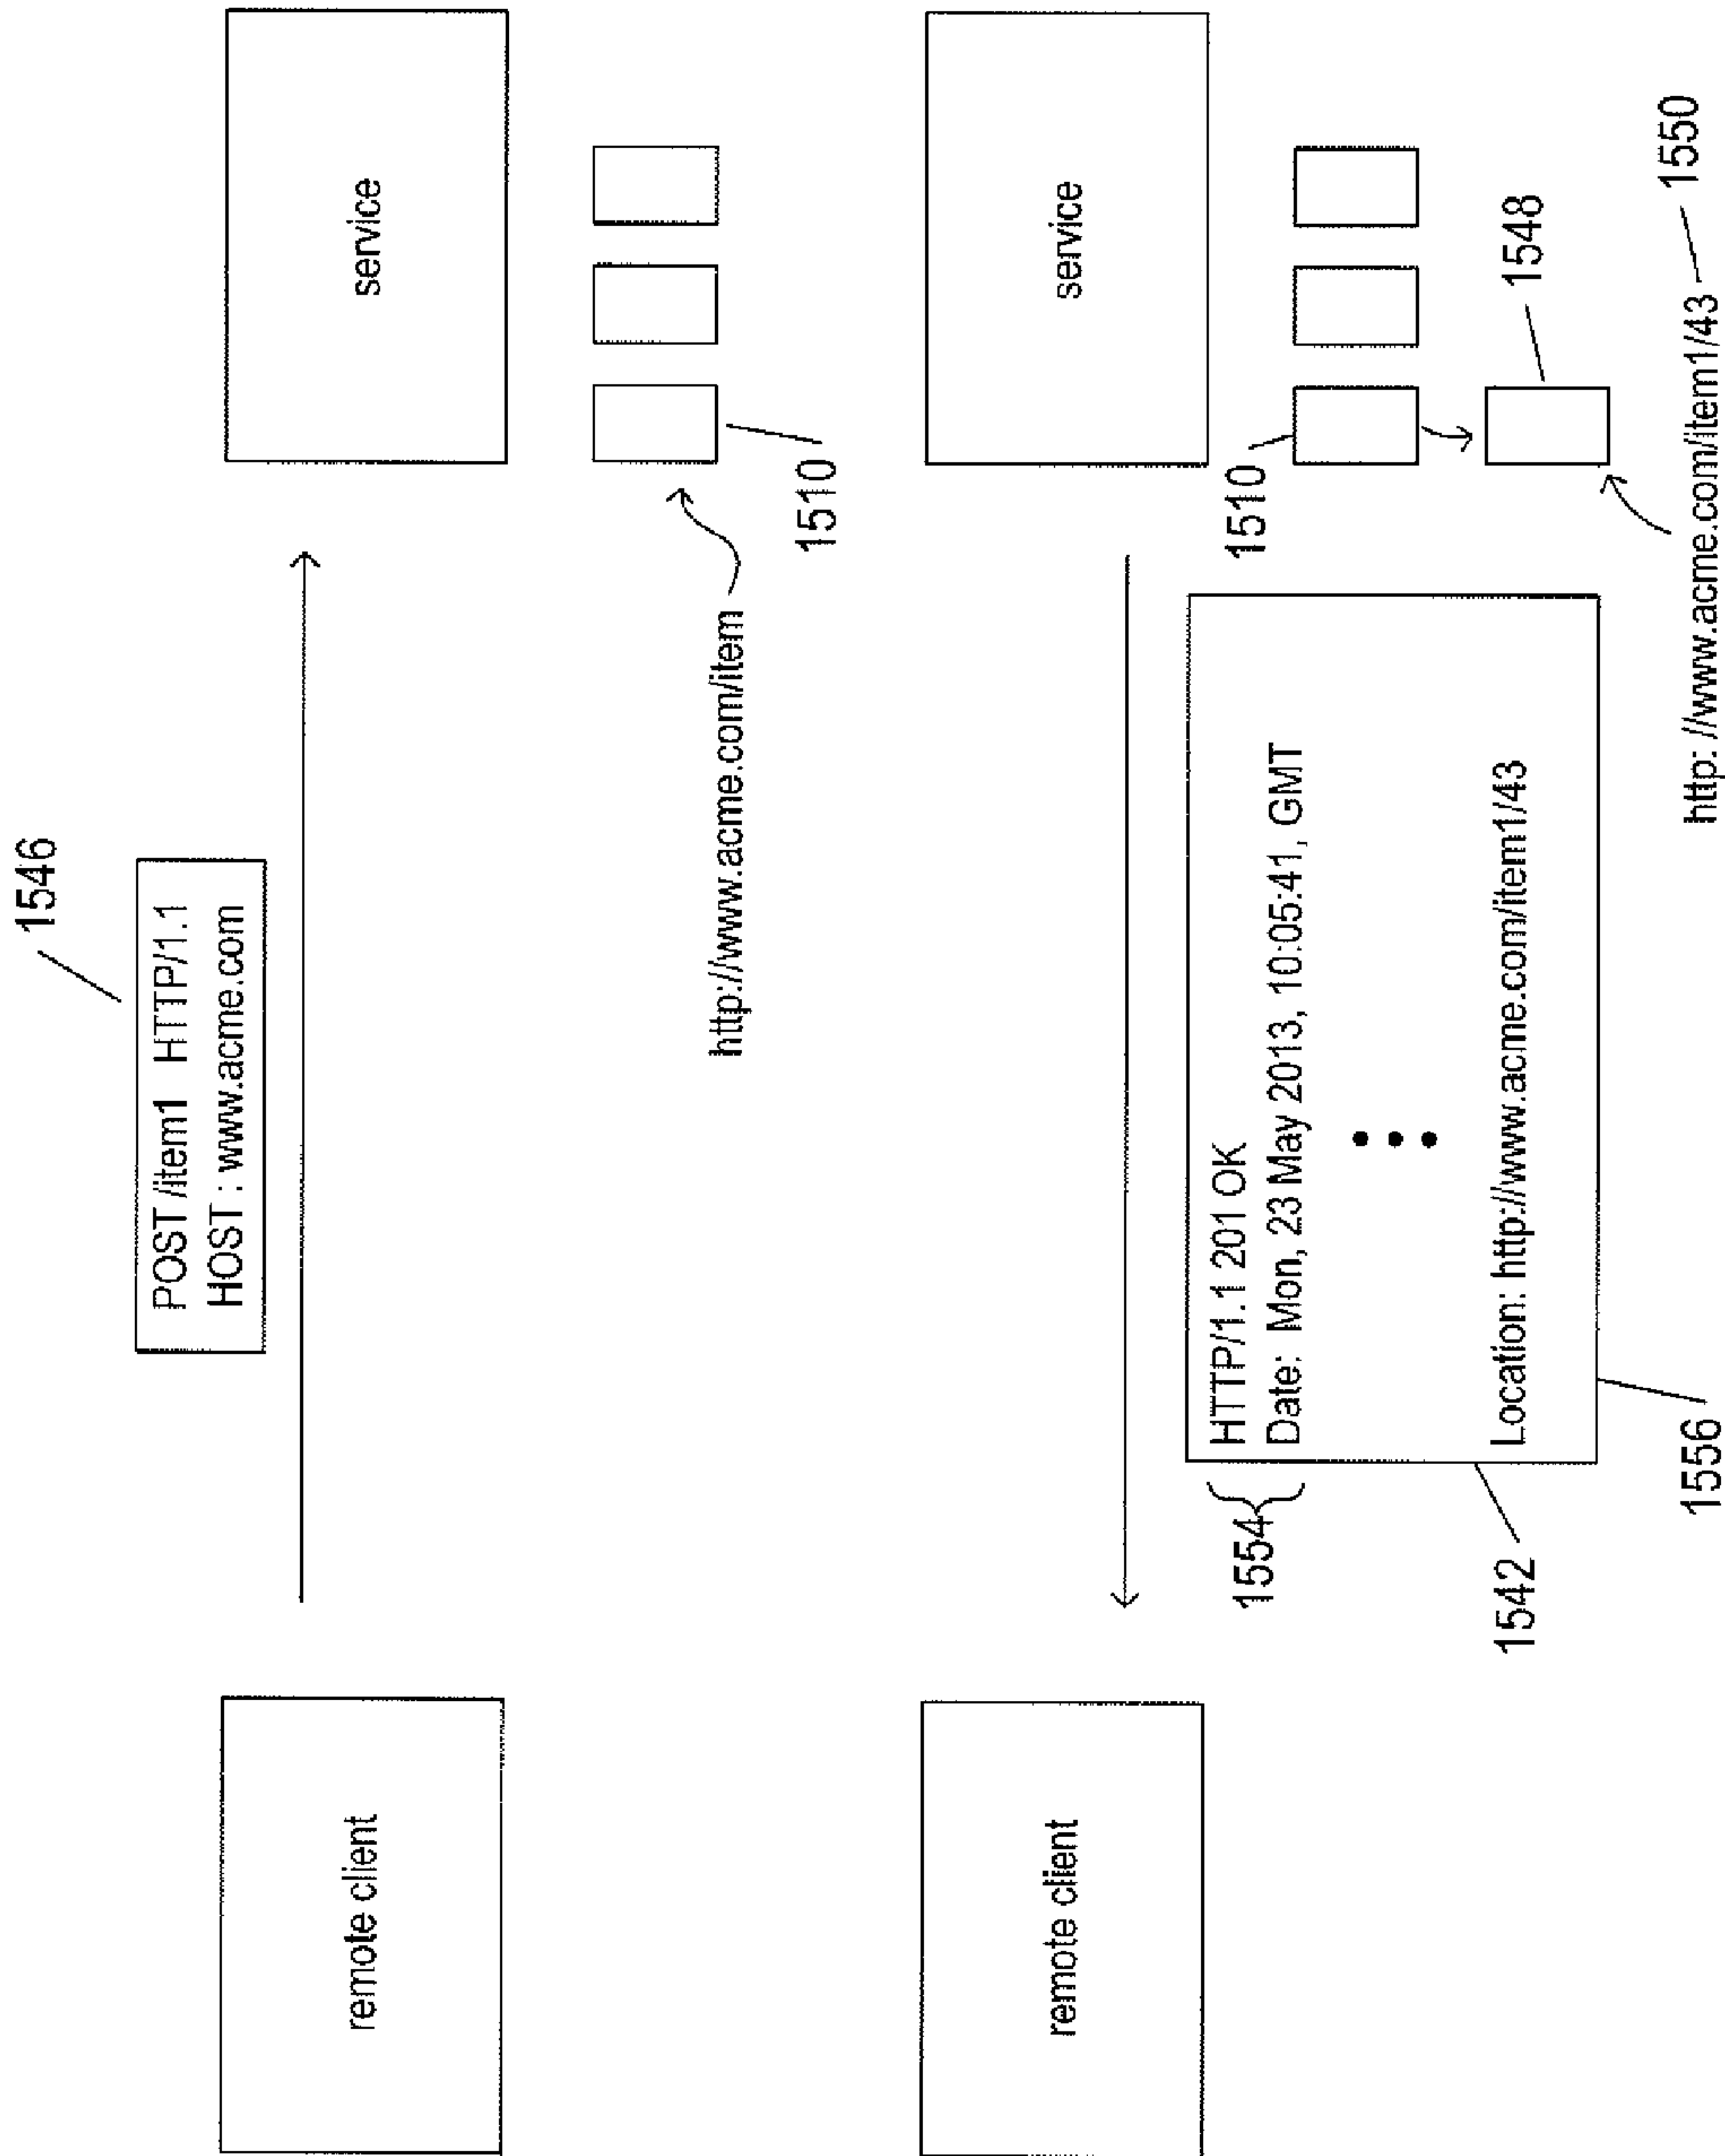 1546
POST /item1 HTTP/1.1
HOST : www.acme.com
remote client
service
http://www.acme.com/item
1510
remote client
service
1554
HTTP/1.1 201 OK
Date: Mon, 23 May 2013, 10:05:41, GMT
Location: http://www.acme.com/item1/43
1542
1556
1510
1548
http: //www.acme.com/item1/43
1550